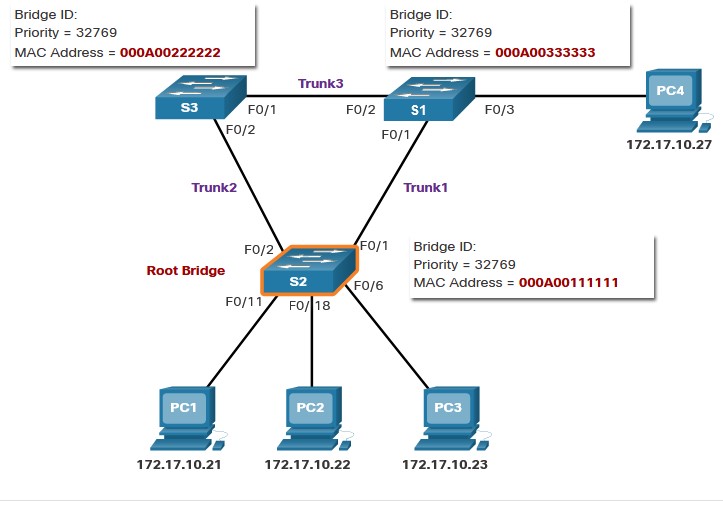 Bridge ID:
Priority = 32769
MAC Address = 000A00222222
Bridge ID:
Priority = 32769
MAC Address = 000A00333333
Trunk3
S3
F0/1
F0/2
S1
F0/3
PC4
F0/2
F0/1
172.17.10.27
Trunk2
Trunk1
F0/2
F0/1
Bridge ID:
Priority = 32769
MAC Address = 000A00111111
Root Bridge
S2
F0/6
F0/11
F0/18
PC1
PC2
PC3
172.17.10.21
172.17.10.22
172.17.10.23